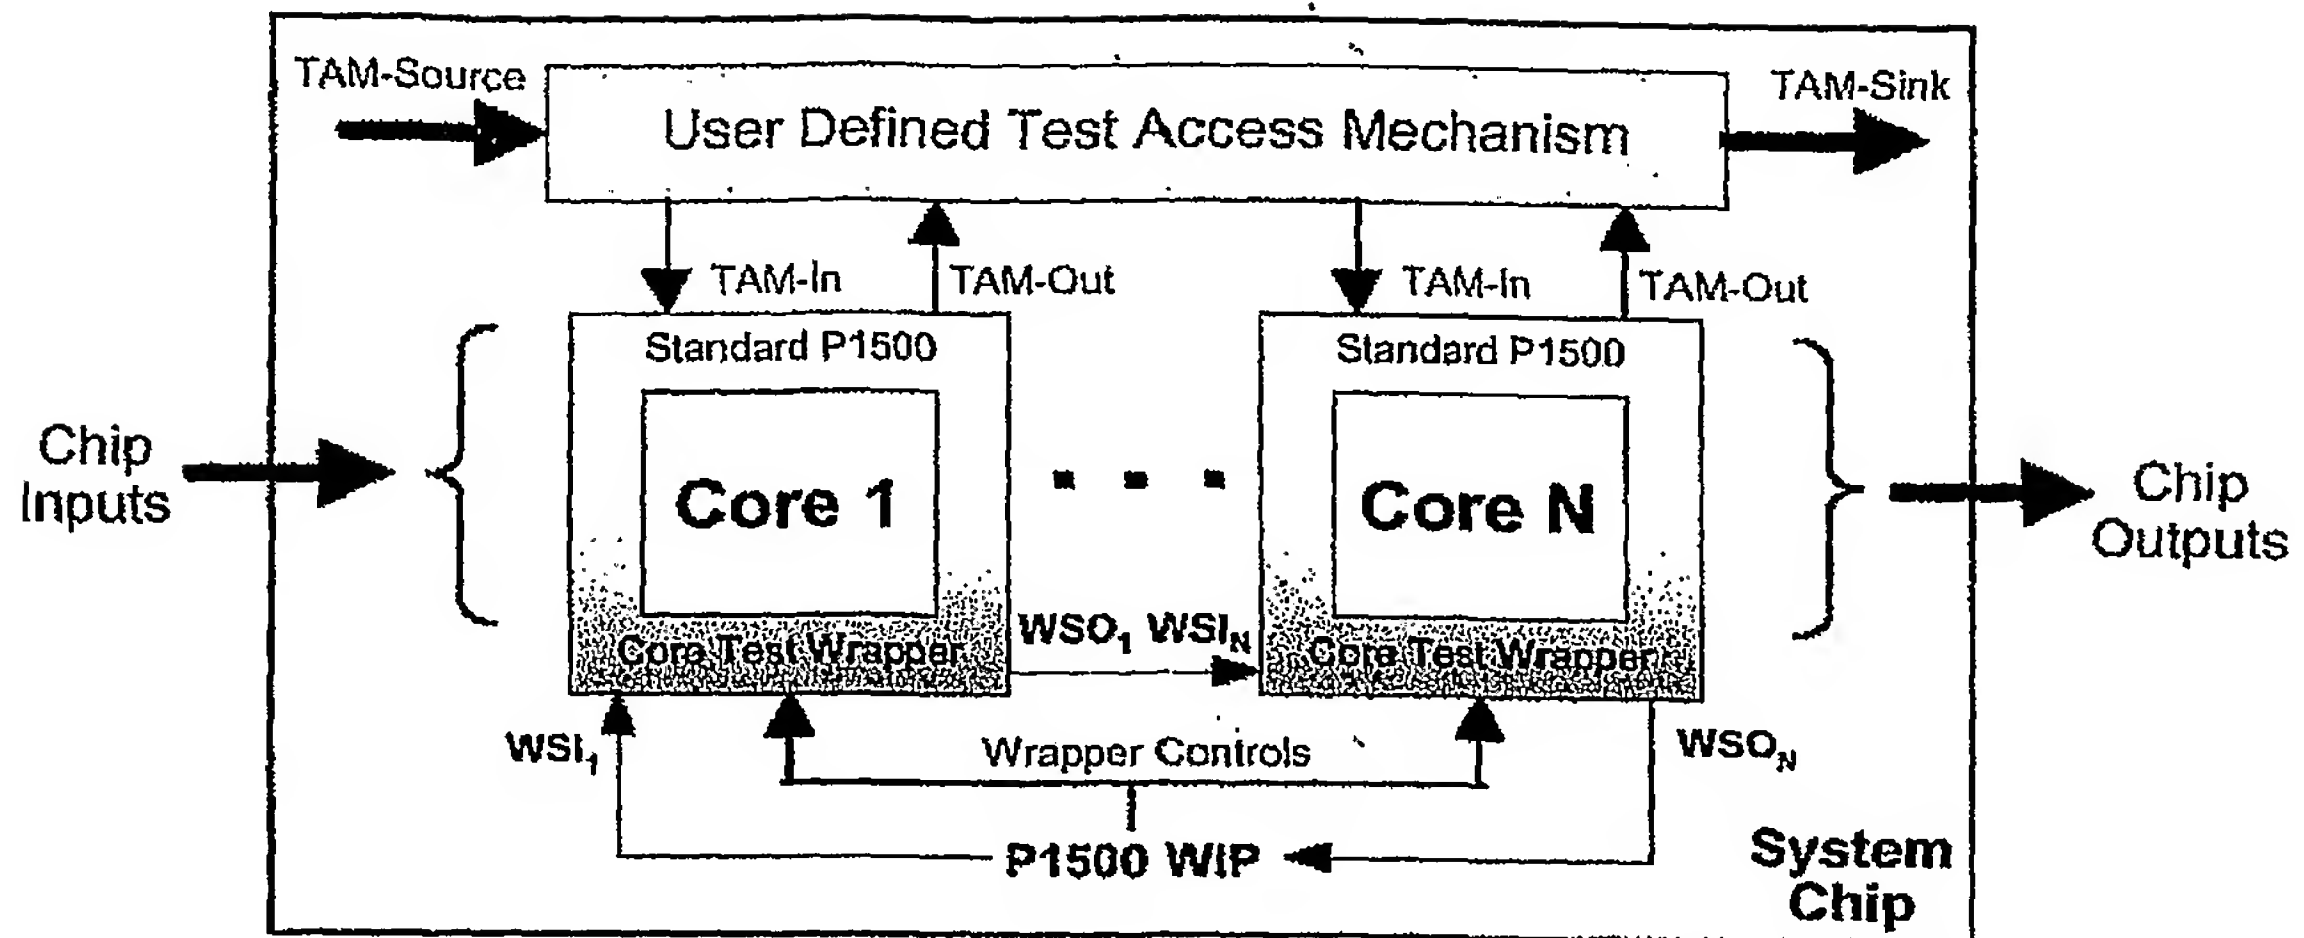 TAM-Source
TAM-Sink
User Defined Test Access Mechanism
TAM-In
TAM-Out
TAM-In
TAM-Out
Standard P1500
Standard P1500
Chip
Inputs
Core 1
Core N
Chip
Outputs
WSO1 WSIN
Core Test Wrapper
Core Test Wrapper
WSI1
Wrapper Controls
WSON
P1500 WIP
System
Chip